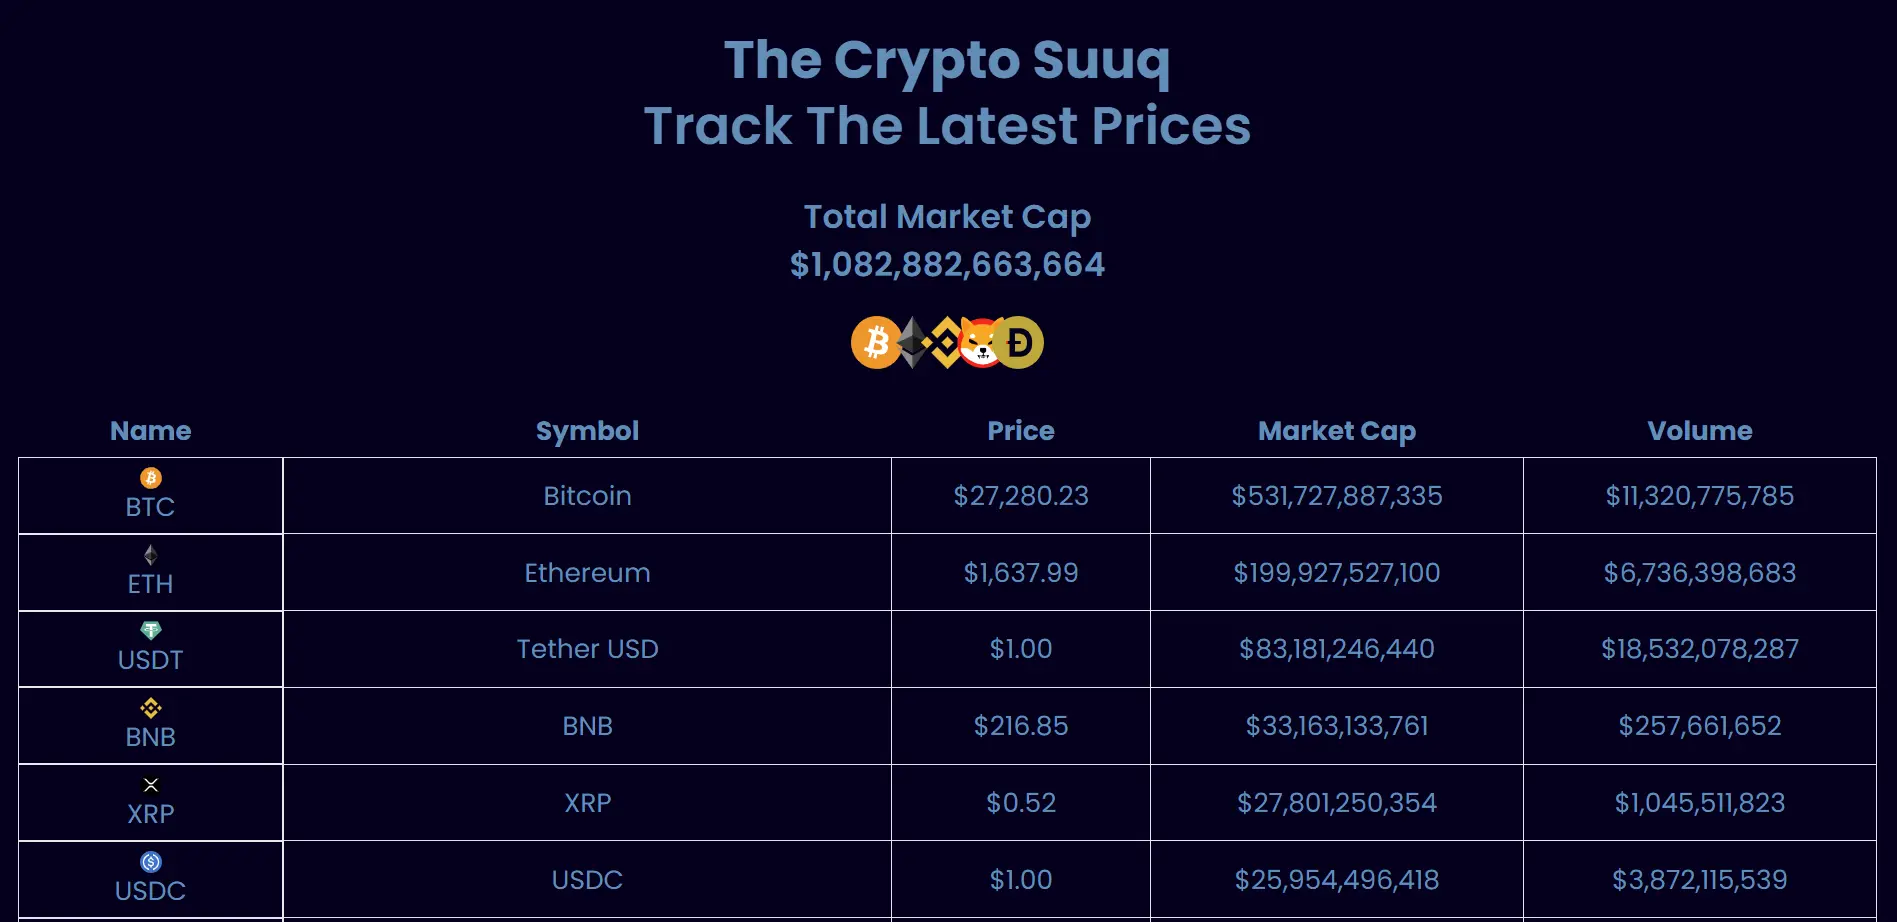 The Crypto Suuq
Track The Latest Prices
Total Market Cap
$1,082,882,663,664
Name Symbol Price Market Cap Volume
BTC Bitcoin $27,280.23 $531,727,887,335 $11,320,775,785
ETH Ethereum $1,637.99 $199,927,527,100 $6,736,398,683
USDT Tether USD $1.00 $83,181,246,440 $18,532,078,287
BNB BNB $216.85 $33,163,133,761 $257,661,652
XRP XRP $0.52 $27,801,250,354 $1,045,511,823
USDC USDC $1.00 $25,954,496,418 $3,872,115,539